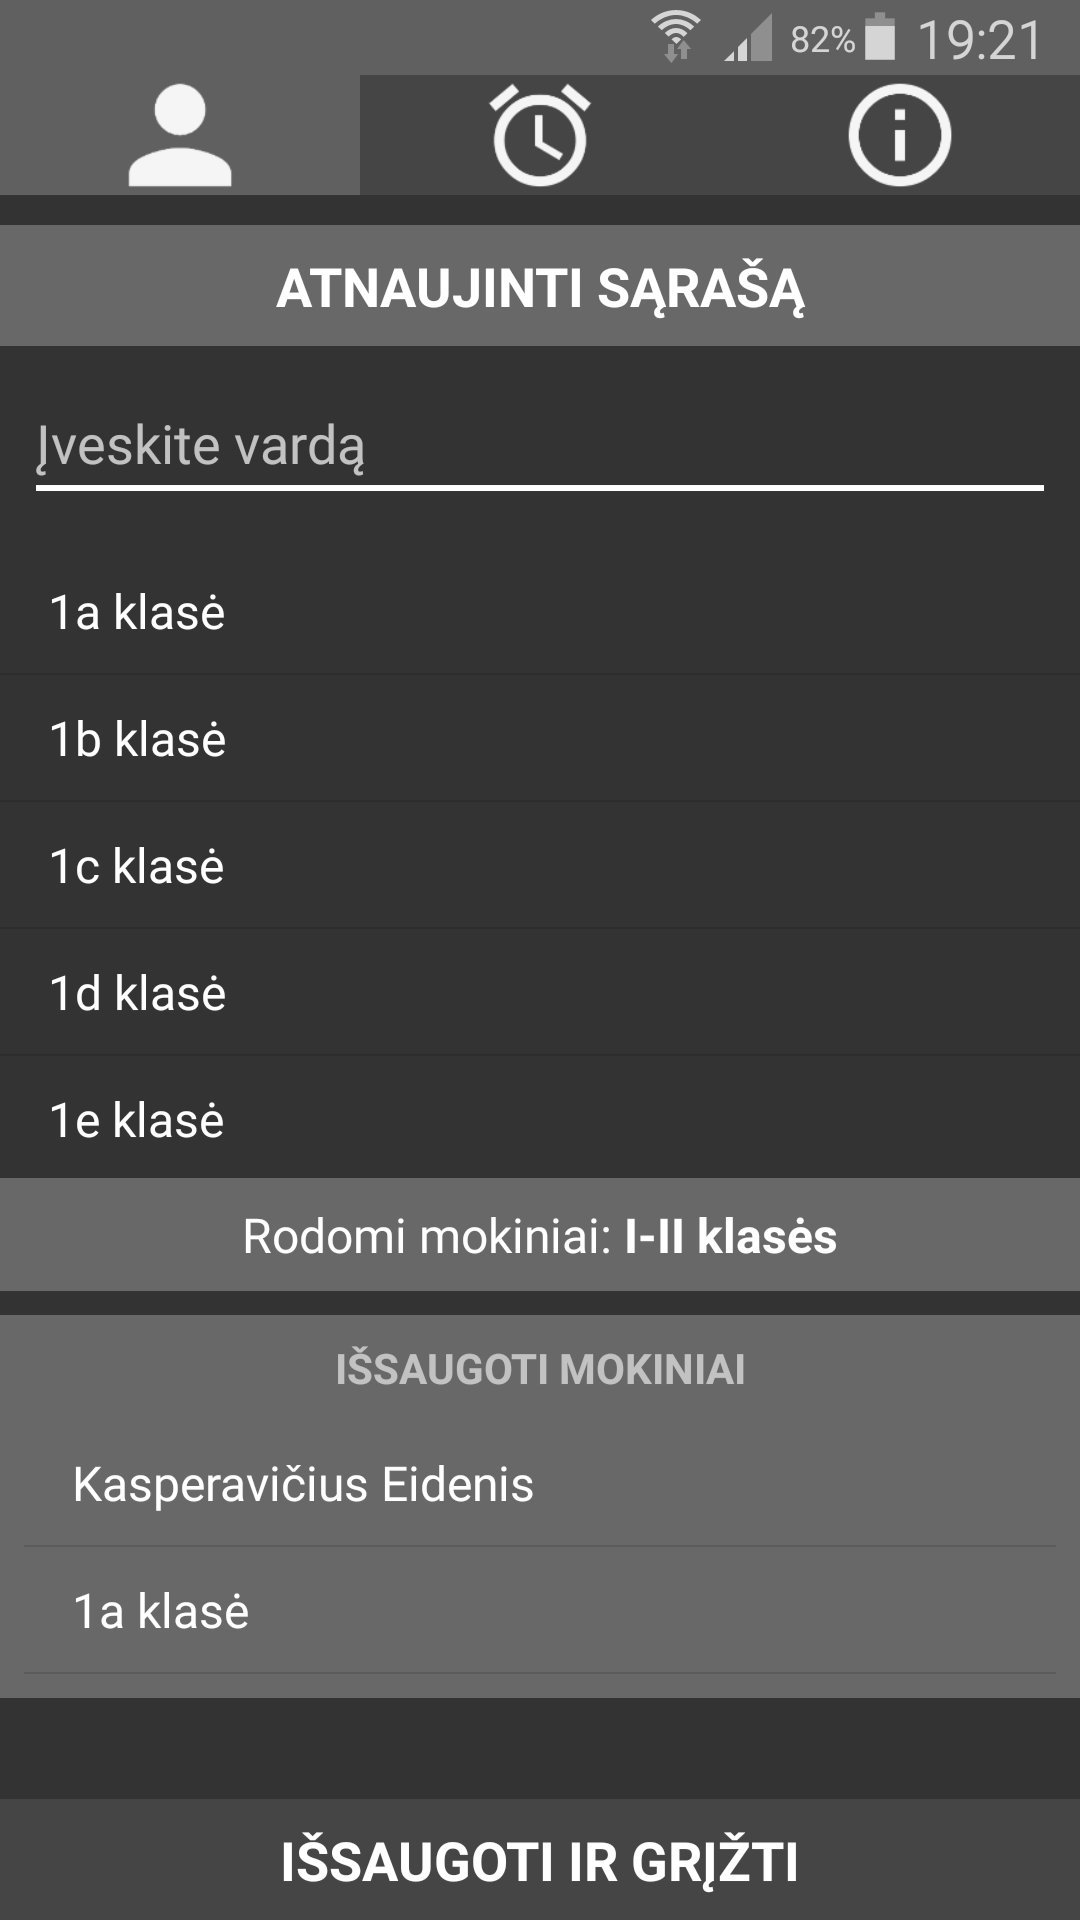 82% 19:21
ATNAUJINTI SĄRAŠĄ
Įveskite vardą
1a klasė
1b klasė
1c klasė
1d klasė
1e klasė
Rodomi mokiniai: I-II klasės
IŠSAUGOTI MOKINIAI
Kasperavičius Eidenis
1a klasė
IŠSAUGOTI IR GRĮŽTI